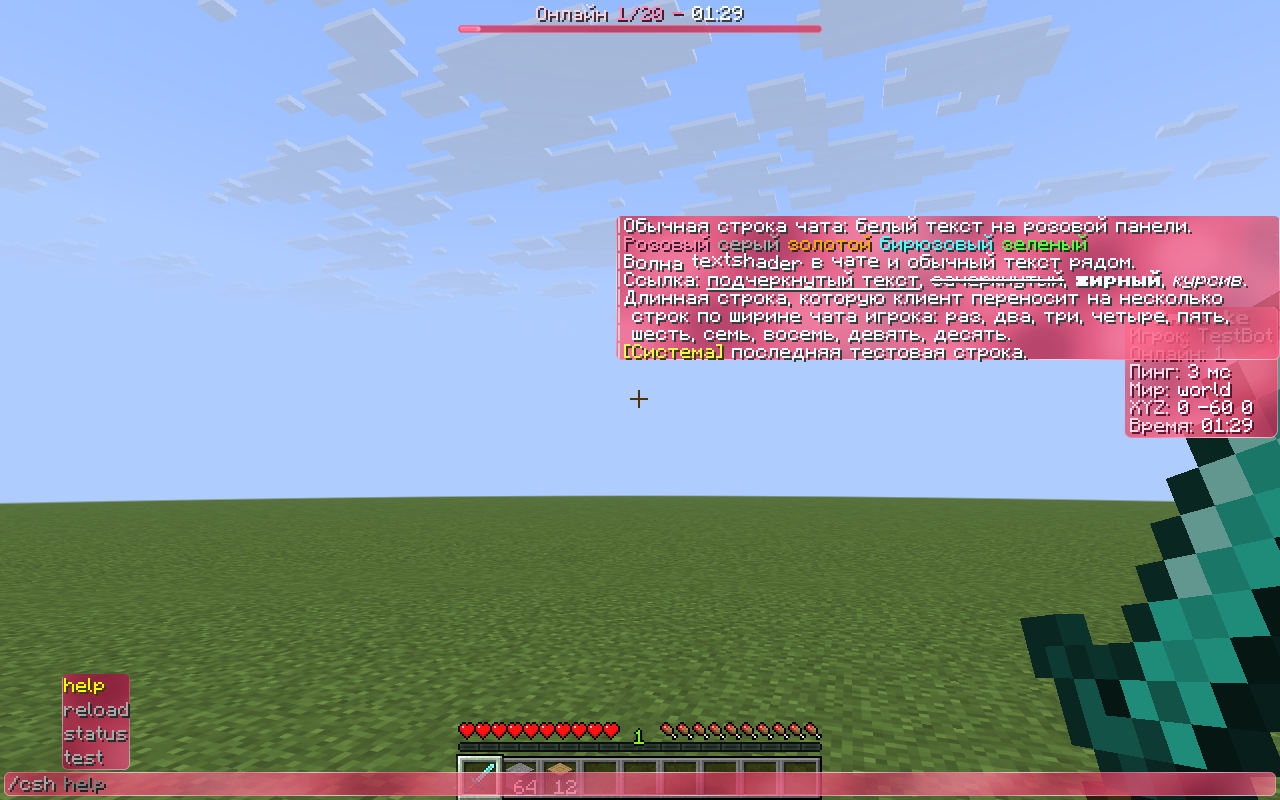 Онлайн 1/20 - 01:29
Обычная строка чата: белый текст на розовой панели.
Розовый серый золотой бирюзовый зеленый
Волна textshader в чате и обычный текст рядом.
Ссылка: подчеркнутый текст, зачеркнутый, жирный, курсив.
Длинная строка, которую клиент переносит на несколько
строк по ширине чата игрока: раз, два, три, четыре, пять,
шесть, семь, восемь, девять, десять.
[Система] последняя тестовая строка.
Игрок: TestBot
Онлайн: 1
Пинг: 3 мс
Мир: world
XYZ: 0 -60 0
Время: 01:29
help
reload
status
test
1
64 12
/csh help